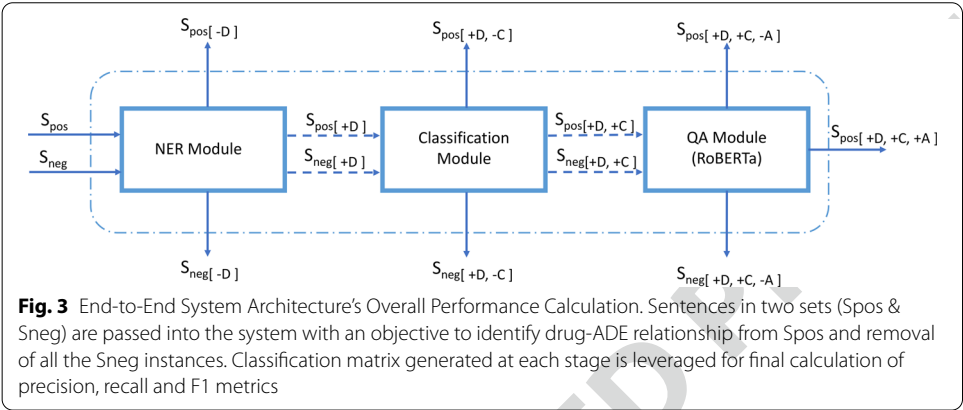 Spos[ -D ]
Spos[ +D, -C ]
Spos[ +D, +C, -A ]
Spos
Sneg
NER Module
Spos[ +D ]
Sneg[ +D ]
Classification
Module
Spos[+D, +C]
Sneg[+D, +C]
QA Module
(RoBERTa)
Spos[+D, +C, +A]
Sneg[ -D ]
Sneg[ +D, -C ]
Sneg[ +D, +C, -A ]
Fig. 3 End-to-End System Architecture's Overall Performance Calculation. Sentences in two sets (Spos &
Sneg) are passed into the system with an objective to identify drug-ADE relationship from Spos and removal
of all the Sneg instances. Classification matrix generated at each stage is leveraged for final calculation of
precision, recall and F1 metrics